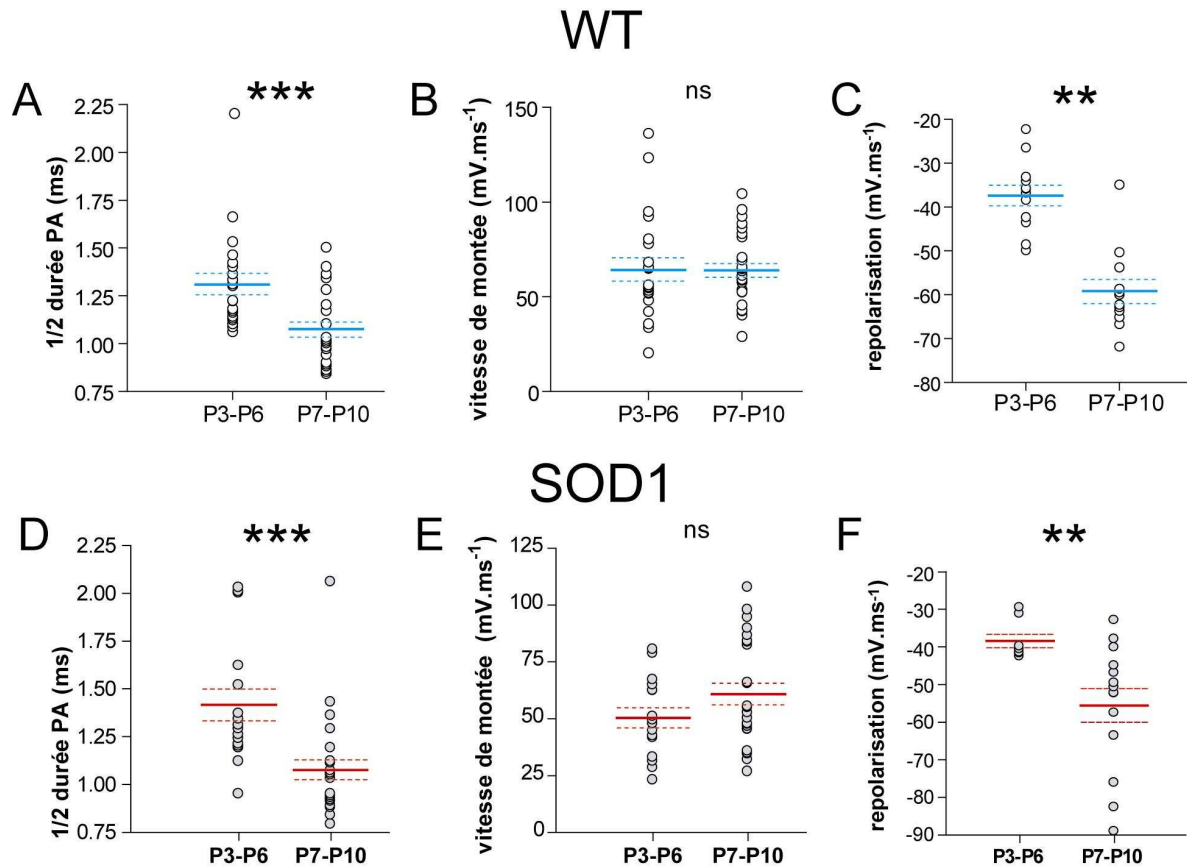 WT
A
***
1/2 durée PA (ms)
2.25
2.00
1.75
1.50
1.25
1.00
0.75
P3-P6 P7-P10
B
ns
vitesse de montée (mV.ms-1)
150
100
50
0
P3-P6 P7-P10
C
**
repolarisation (mV.ms-1)
-20
-40
-50
-60
-70
-80
P3-P6 P7-P10
SOD1
D
***
1/2 durée PA (ms)
2.25
2.00
1.75
1.50
1.25
1.00
0.75
P3-P6 P7-P10
E
ns
vitesse de montée (mV.ms-1)
125
100
75
50
25
0
P3-P6 P7-P10
F
**
repolarisation (mV.ms-1)
-20
-30
-40
-50
-60
-70
-80
-90
P3-P6 P7-P10